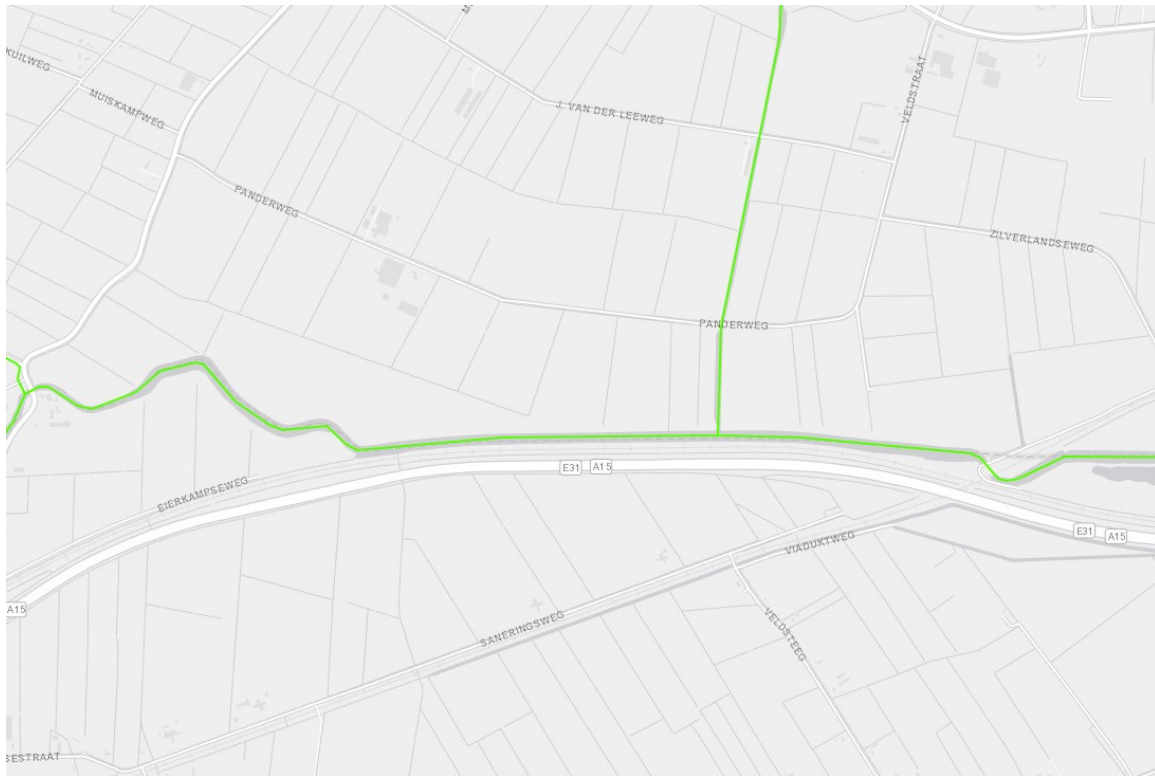 KUILWEG
MUISKAMPWEG
J. VAN DER LEEWEG
VELDSTRAAT
PANDERWEG
ZILVERLANDSEWEG
PANDERWEG
EIERKAMPSEWEG
E31
A15
E31
A15
VIADUKTWEG
A15
SANERINGSWEG
VELDSTEEG
SESTRAAT